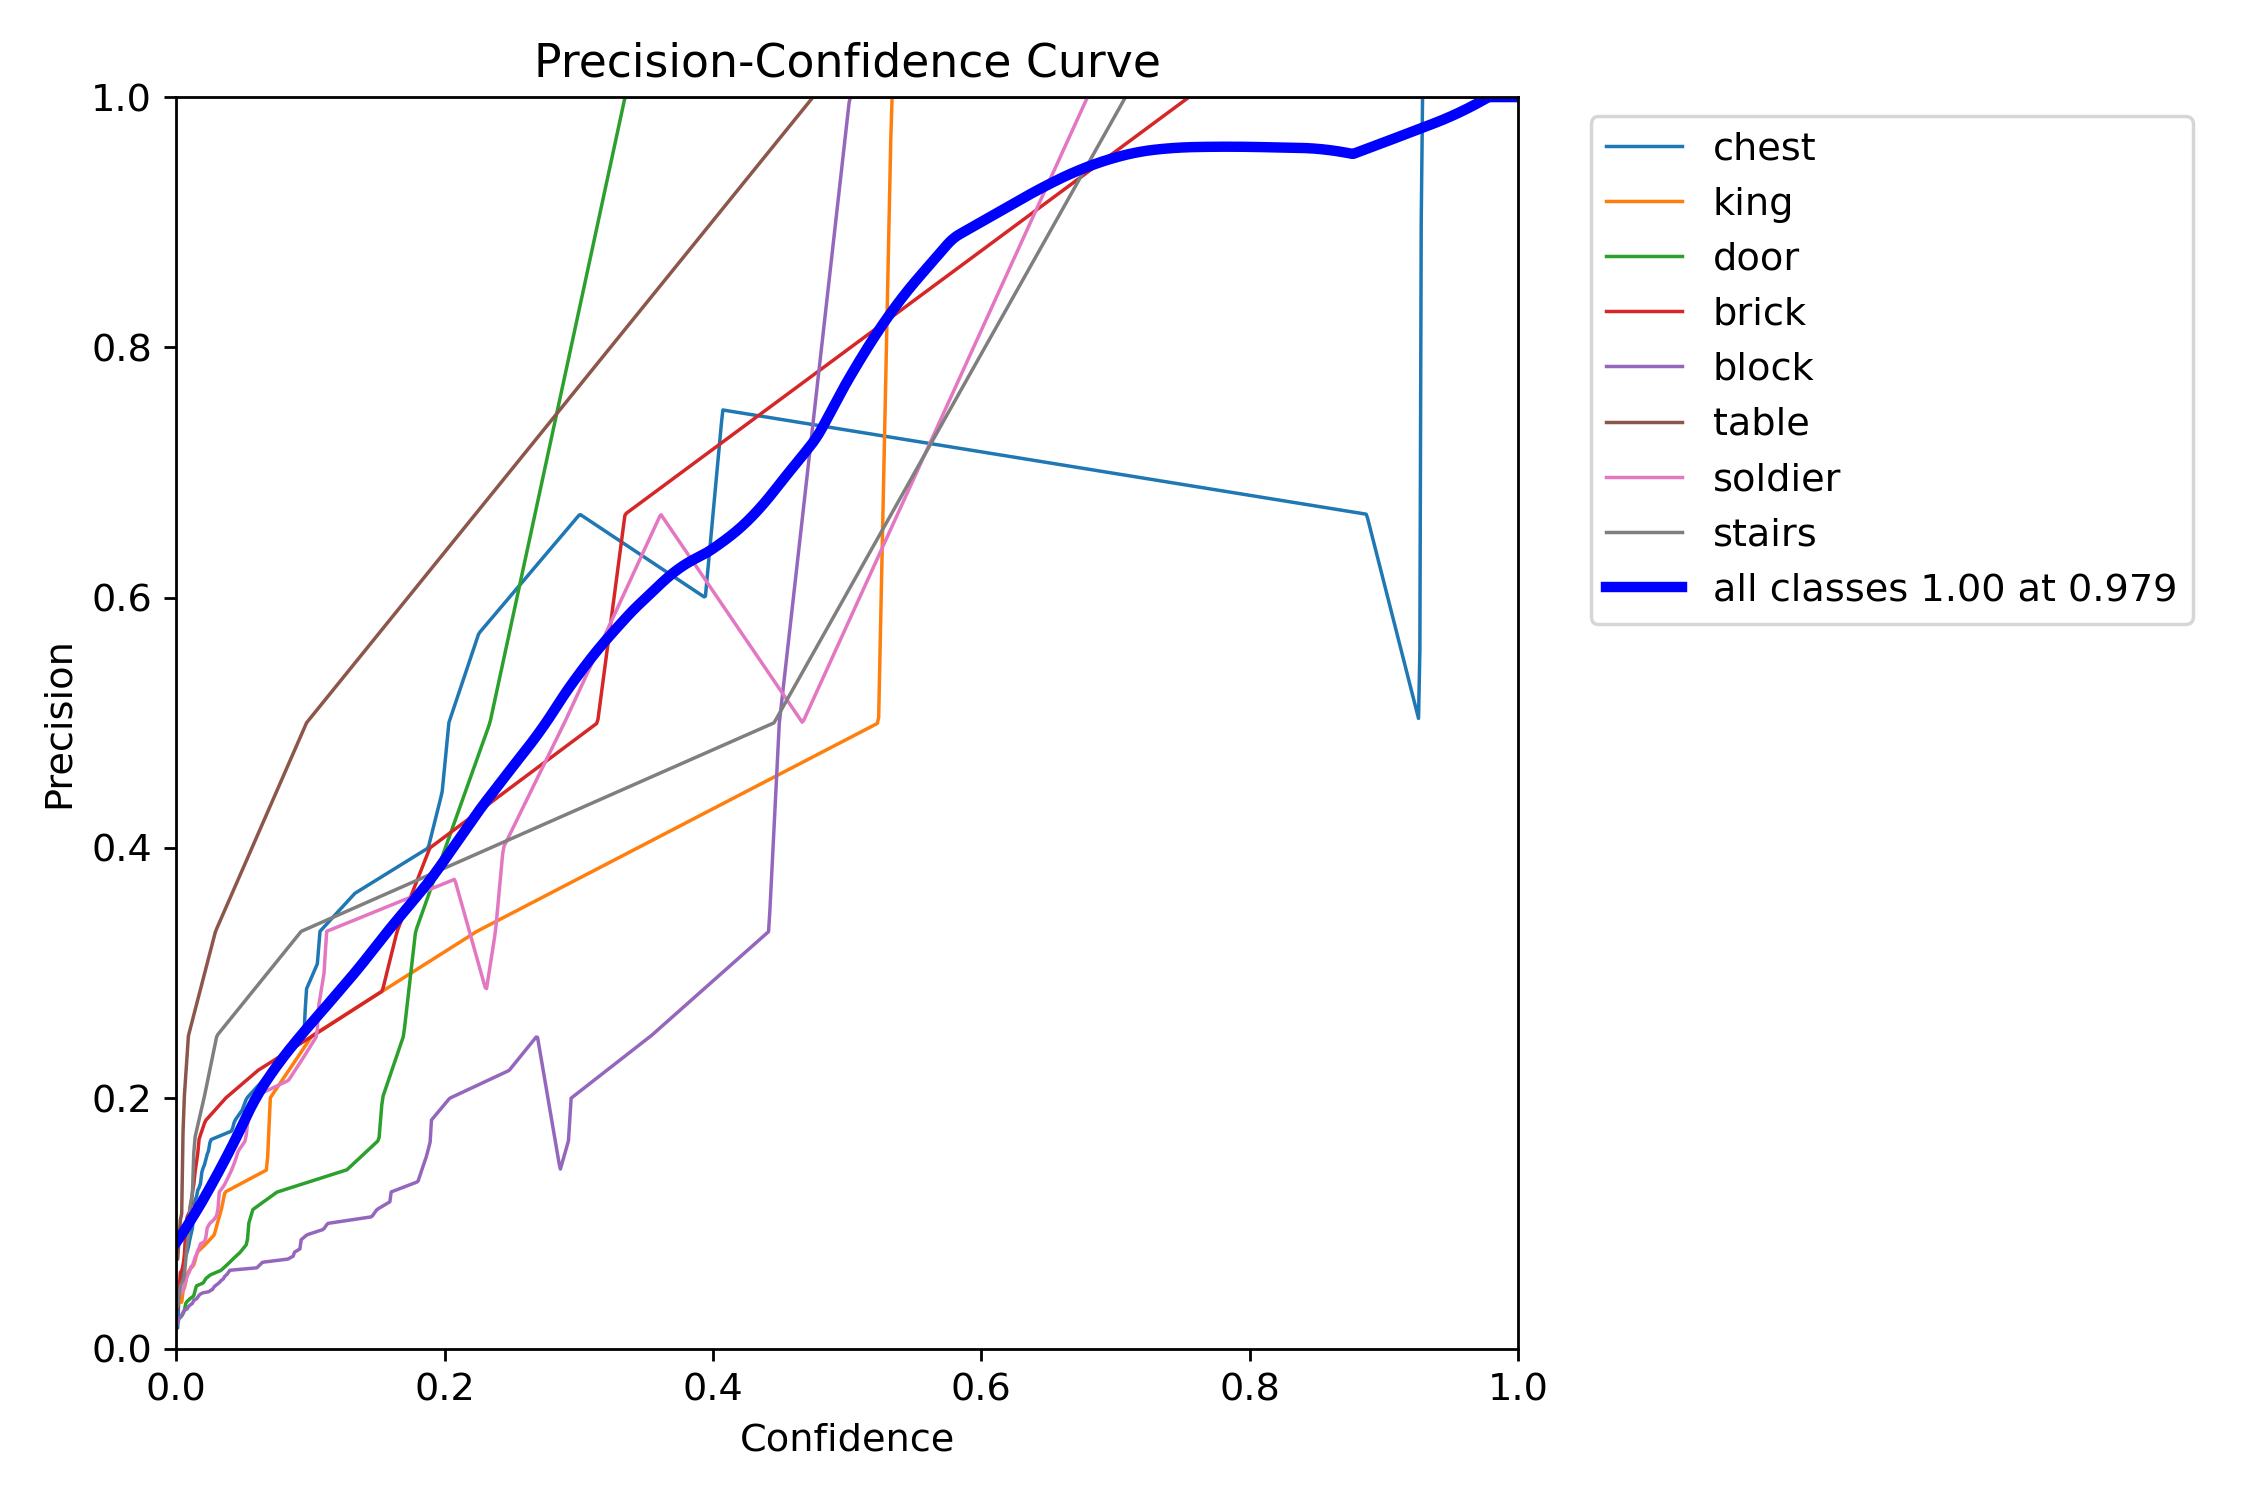 Precision-Confidence Curve
1.0
0.8
0.6
0.4
0.2
0.0
Precision
0.0 0.2 0.4 0.6 0.8 1.0
Confidence
chest
king
door
brick
block
table
soldier
stairs
all classes 1.00 at 0.979